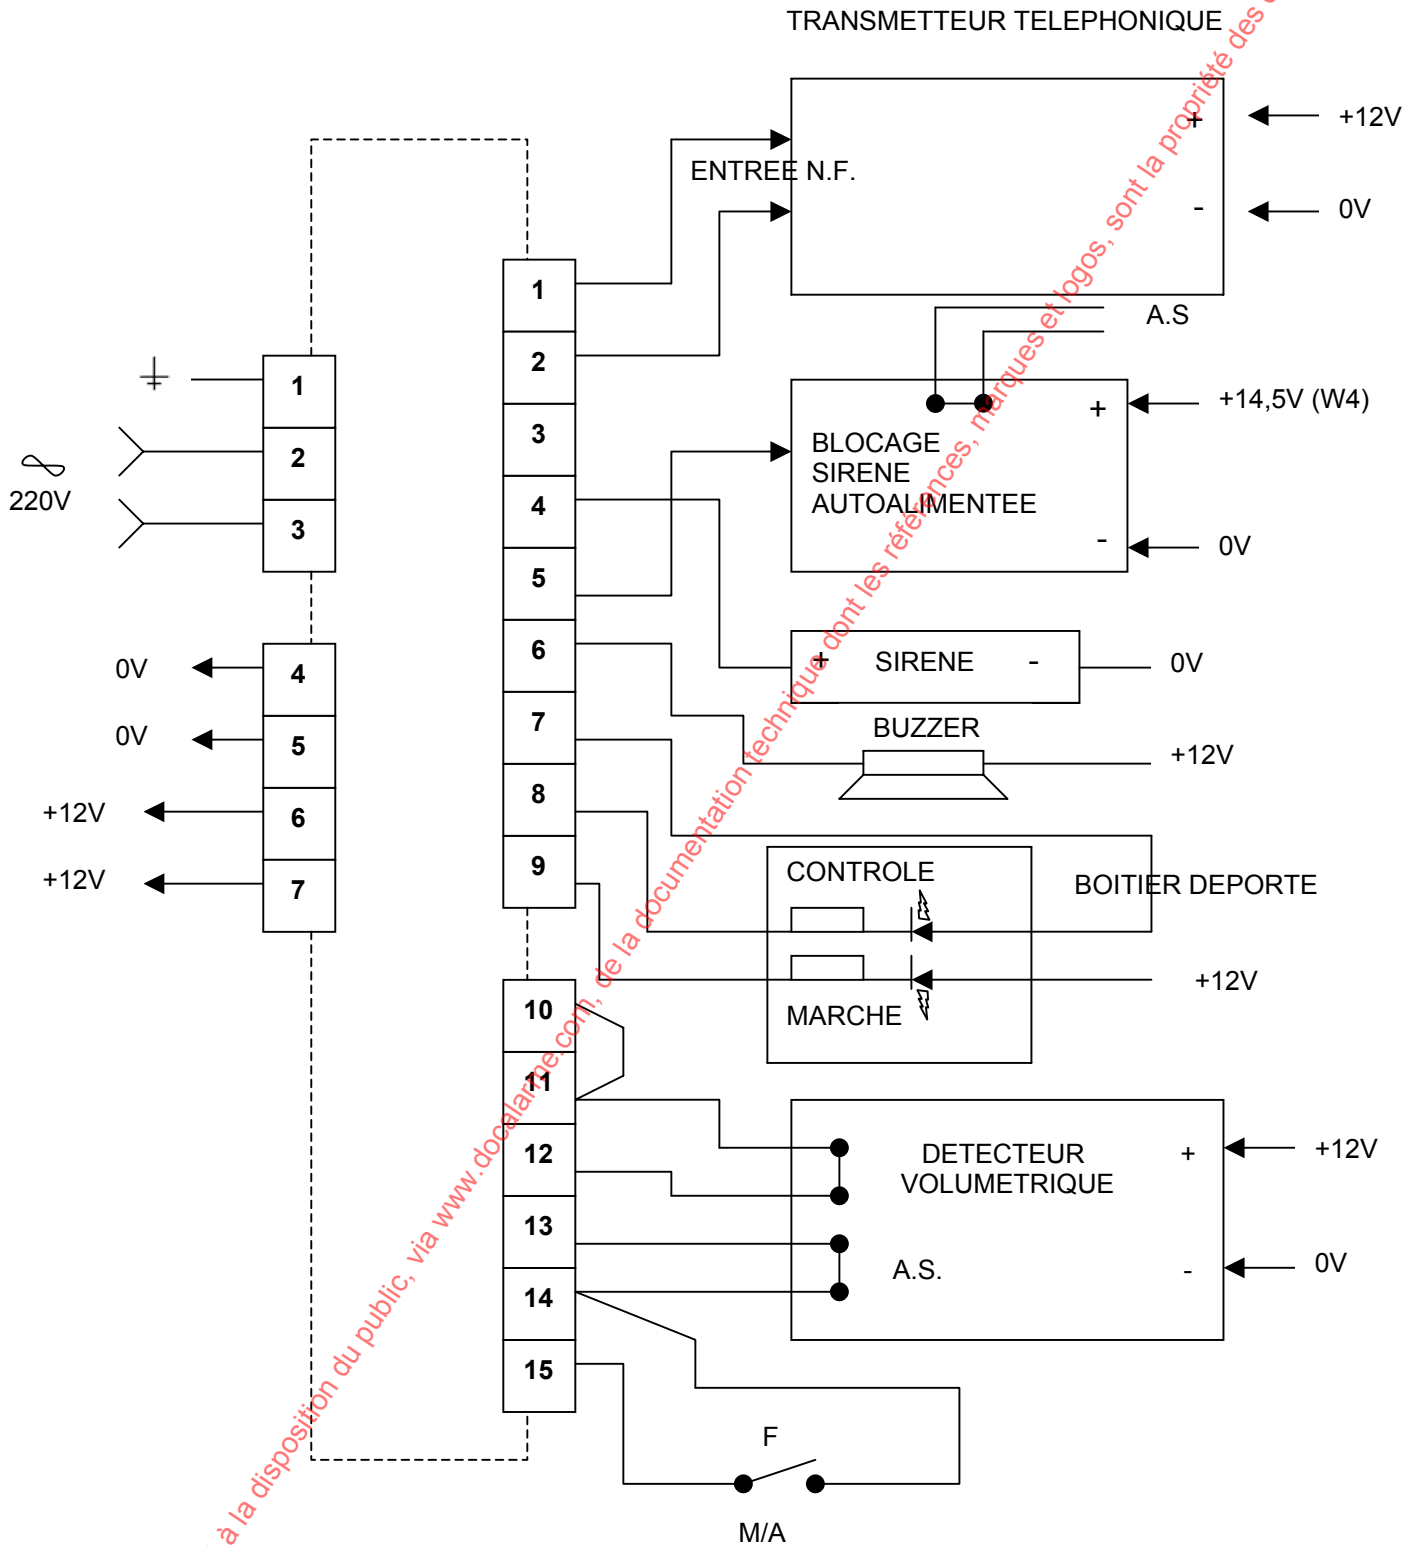 TRANSMETTEUR TELEPHONIQUE
+ +12V
ENTREE N.F.
- 0V
A.S
1
2
3
4
5
6
7
8
9
10
11
12
13
14
15
1
2
3
220V
4
5
6
7
0V
0V
+12V
+12V
+ +14,5V (W4)
BLOCAGE
SIRENE
AUTOALIMENTEE
- 0V
+ SIRENE - 0V
BUZZER
+12V
CONTROLE
BOITIER DEPORTE
+12V
MARCHE
DETECTEUR
VOLUMETRIQUE
+ +12V
A.S.
- 0V
F
M/A
à la disposition du public, via www.docalarme.com, de la documentation technique dont les références, marques et logos, sont la propriété des